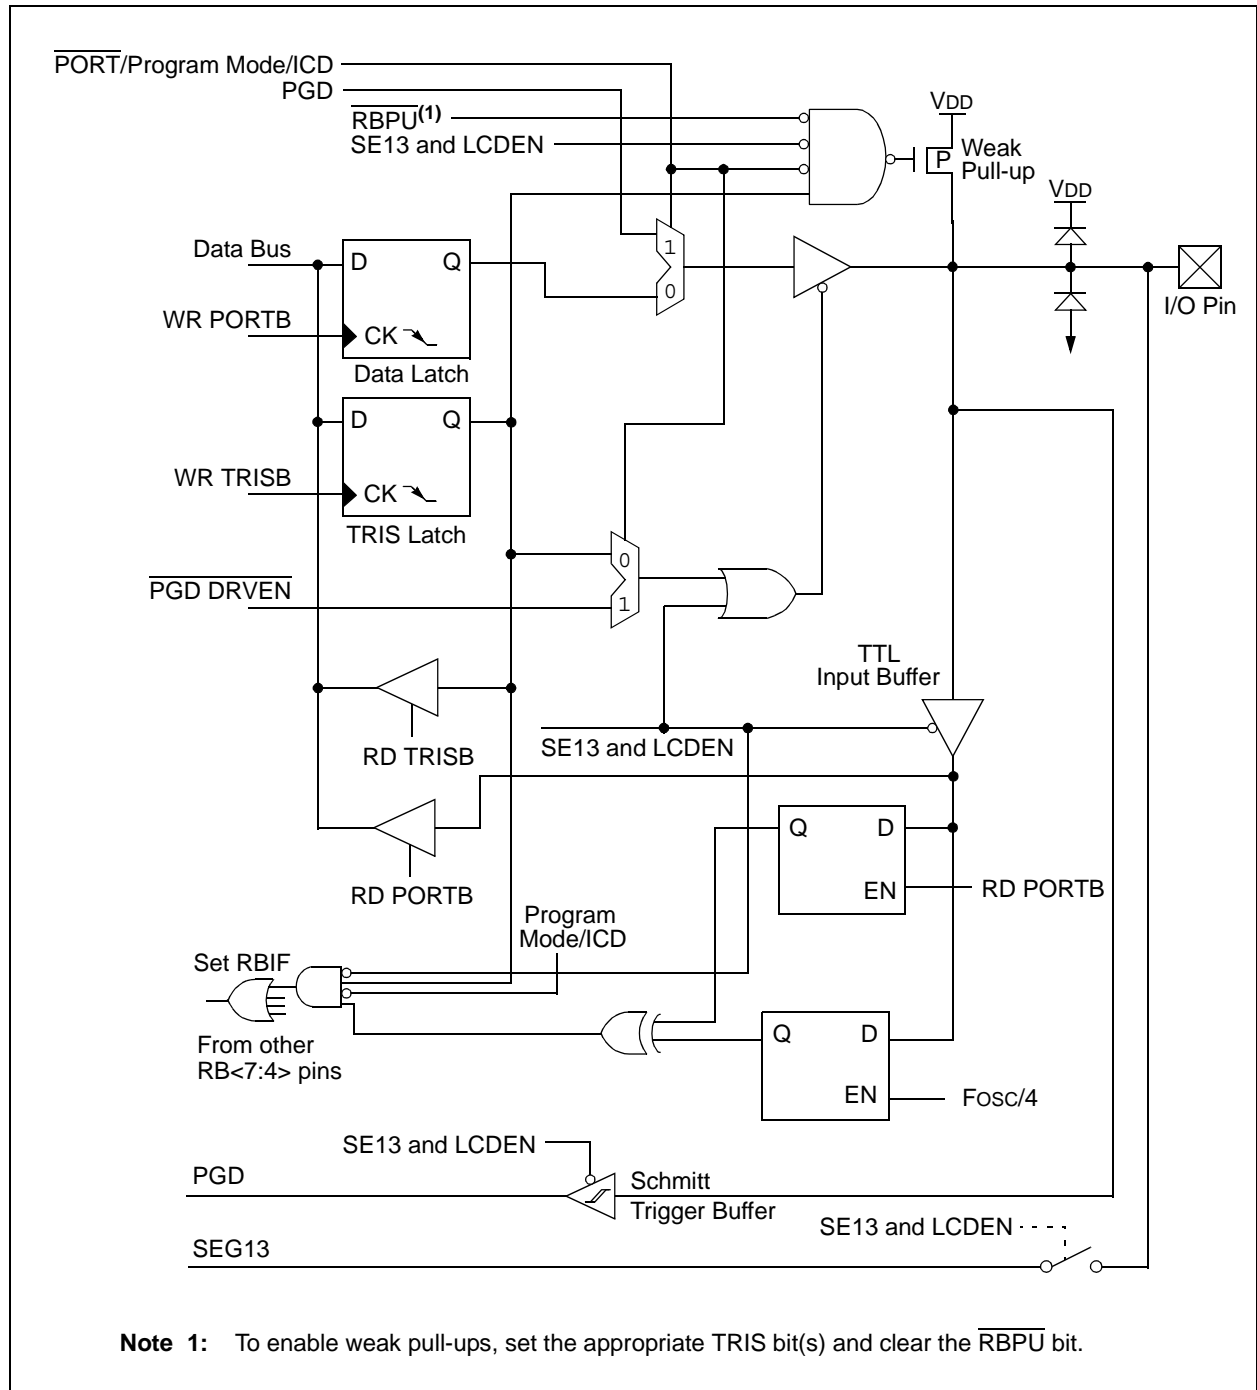 PORT/Program Mode/ICD
PGD
RBPU(1)
SE13 and LCDEN
VDD
P
Weak
Pull-up
VDD
I/O Pin
Data Bus
D
Q
1
0
WR PORTB
CK
Data Latch
D
Q
WR TRISB
CK
TRIS Latch
0
1
PGD DRVEN
TTL
Input Buffer
RD TRISB
SE13 and LCDEN
RD PORTB
Q
D
EN
RD PORTB
Program
Mode/ICD
Set RBIF
From other
RB<7:4> pins
Q
D
EN
FOSC/4
SE13 and LCDEN
PGD
Schmitt
Trigger Buffer
SE13 and LCDEN
SEG13
Note 1: To enable weak pull-ups, set the appropriate TRIS bit(s) and clear the RBPU bit.